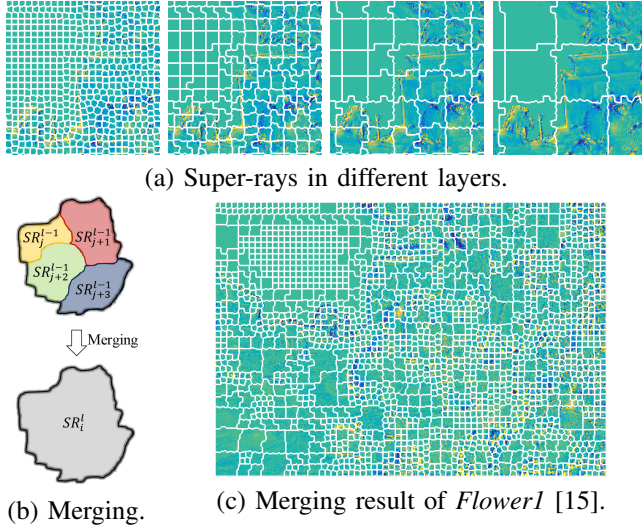 (a) Super-rays in different layers.
SR_j^{l-1}
SR_{j+1}^{l-1}
SR_{j+2}^{l-1}
SR_{j+3}^{l-1}
Merging
SR_i^l
(b) Merging.
(c) Merging result of Flower1 [15].